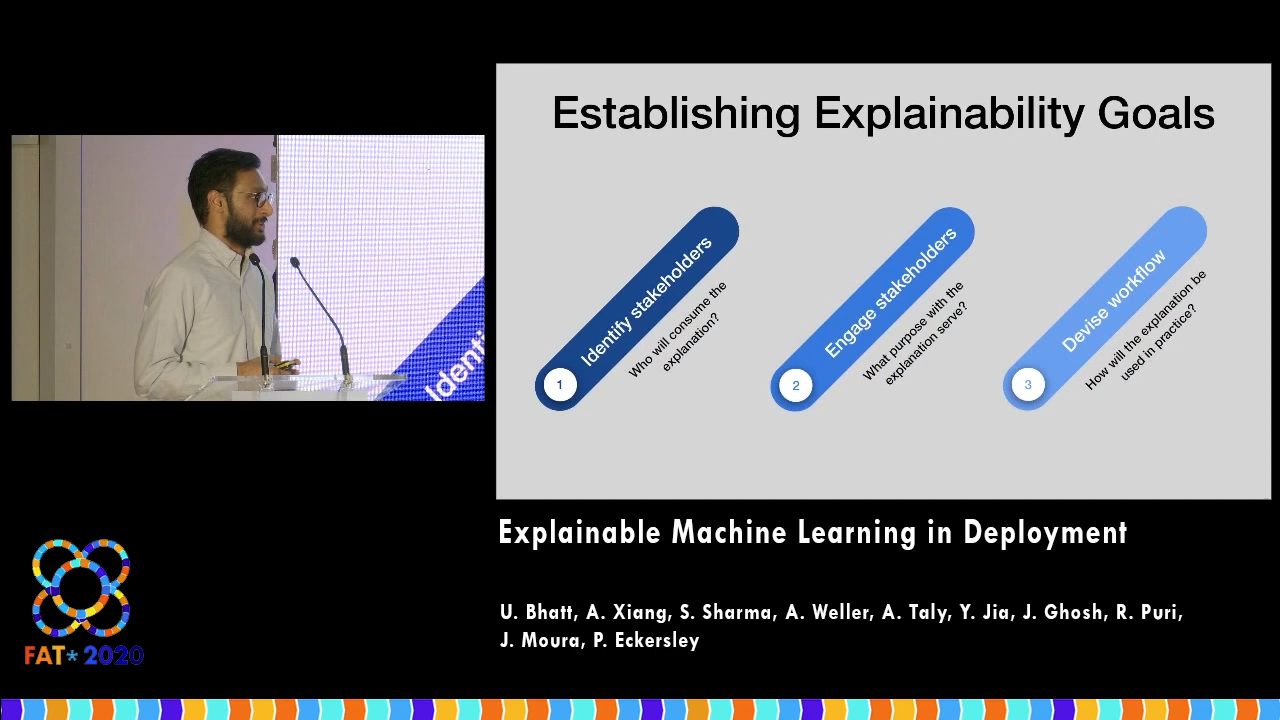 Establishing Explainability Goals
Identify stakeholders
Who will consume the
explanation?
1
Engage stakeholders
What purpose with the
explanation serve?
2
Devise workflow
How will the explanation be
used in practice?
3
Identi
Explainable Machine Learning in Deployment
U. Bhatt, A. Xiang, S. Sharma, A. Weller, A. Taly, Y. Jia, J. Ghosh, R. Puri,
J. Moura, P. Eckersley
FAT* 2020